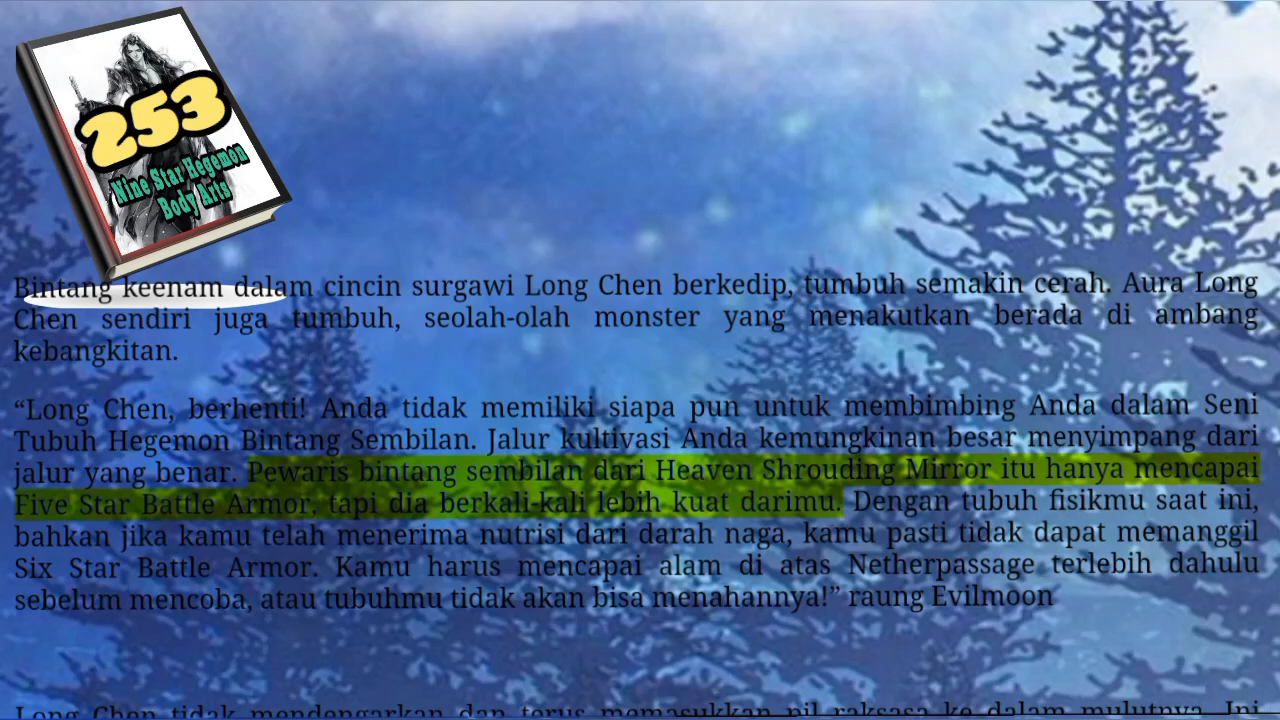 253
Nine Star Hegemon
Body Arts
Bintang keenam dalam cincin surgawi Long Chen berkedip, tumbuh semakin cerah. Aura Long
Chen sendiri juga tumbuh, seolah-olah monster yang menakutkan berada di ambang
kebangkitan.
“Long Chen, berhenti! Anda tidak memiliki siapa pun untuk membimbing Anda dalam Seni
Tubuh Hegemon Bintang Sembilan. Jalur kultivasi Anda kemungkinan besar menyimpang dari
jalur yang benar. Pewaris bintang sembilan dari Heaven Shrouding Mirror itu hanya mencapai
Five Star Battle Armor, tapi dia berkali-kali lebih kuat darimu. Dengan tubuh fisikmu saat ini,
bahkan jika kamu telah menerima nutrisi dari darah naga, kamu pasti tidak dapat memanggil
Six Star Battle Armor. Kamu harus mencapai alam di atas Netherpassage terlebih dahulu
sebelum mencoba, atau tubuhmu tidak akan bisa menahannya!” raung Evilmoon
Long Chen tidak mendengarkan dan terus memasukkan pil raksasa ke dalam mulutnya. Ini